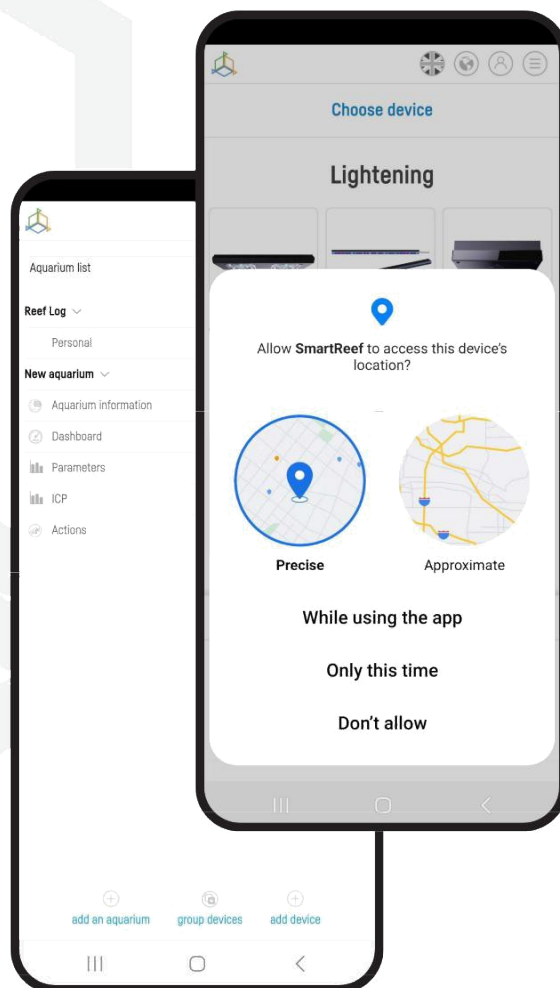 Choose device
Lightening
Allow SmartReef to access this device's
location?
Precise
Approximate
While using the app
Only this time
Don't allow
Aquarium list
Reef Log
Personal
New aquarium
Aquarium information
Dashboard
Parameters
ICP
Actions
add an aquarium
group devices
add device